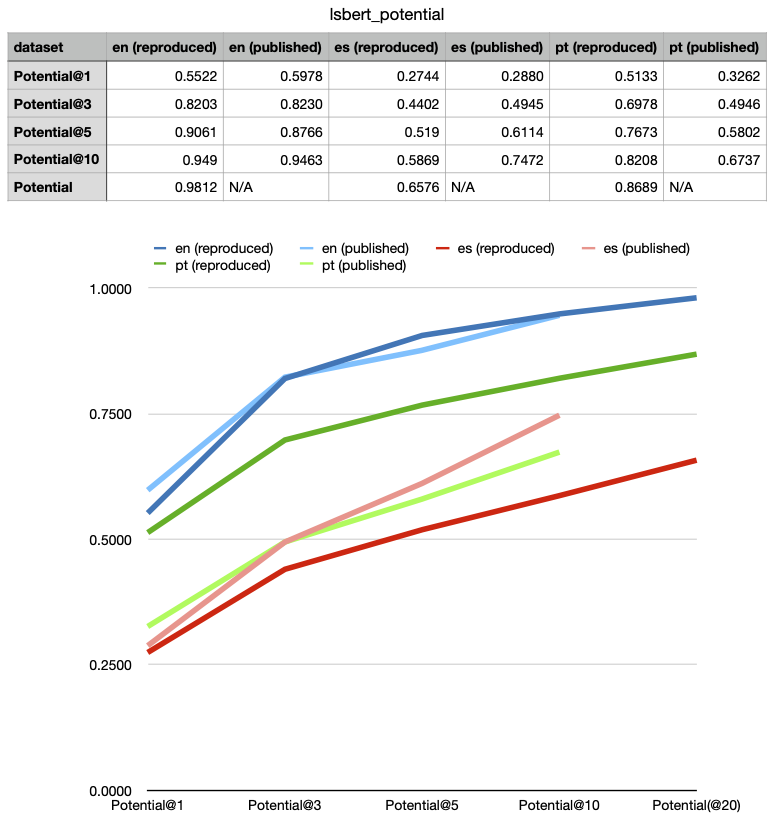 lsbert_potential
dataset en (reproduced) en (published) es (reproduced) es (published) pt (reproduced) pt (published)
Potential@1 0.5522 0.5978 0.2744 0.2880 0.5133 0.3262
Potential@3 0.8203 0.8230 0.4402 0.4945 0.6978 0.4946
Potential@5 0.9061 0.8766 0.519 0.6114 0.7673 0.5802
Potential@10 0.949 0.9463 0.5869 0.7472 0.8208 0.6737
Potential 0.9812 N/A 0.6576 N/A 0.8689 N/A
en (reproduced) en (published) es (reproduced) es (published)
pt (reproduced) pt (published)
1.0000
0.7500
0.5000
0.2500
0.0000
Potential@1 Potential@3 Potential@5 Potential@10 Potential(@20)